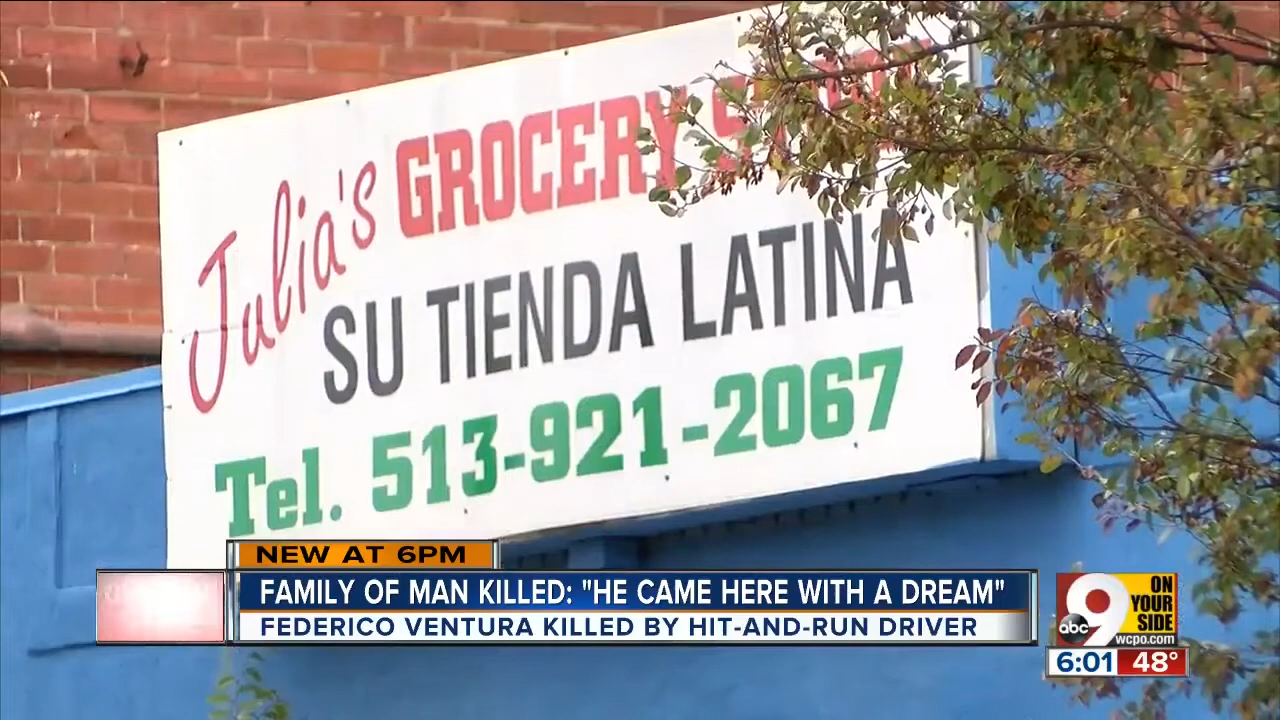 Julia's GROCERY
SU TIENDA LATINA
Tel. 513-921-2067
NEW AT 6PM
FAMILY OF MAN KILLED: "HE CAME HERE WITH A DREAM"
FEDERICO VENTURA KILLED BY HIT-AND-RUN DRIVER
abc 9 ON YOUR SIDE
wcpo.com
6:01 48°